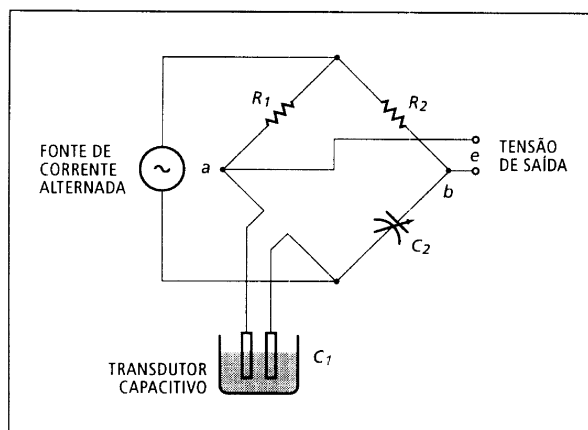 R1
R2
FONTE DE
CORRENTE
ALTERNADA
~
a
e
TENSÃO
DE SAÍDA
b
C2
TRANSDUTOR
CAPACITIVO
C1